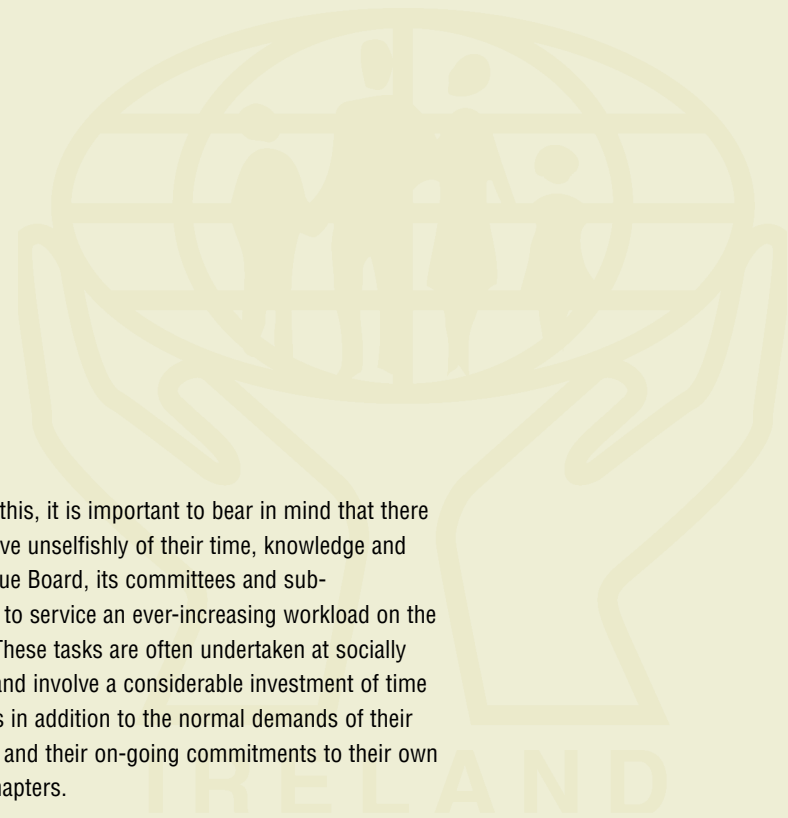 this, it is important to bear in mind that there
ve unselfishly of their time, knowledge and
ue Board, its committees and sub-
to service an ever-increasing workload on the
These tasks are often undertaken at socially
and involve a considerable investment of time
s in addition to the normal demands of their
and their on-going commitments to their own
hapters.
IRELAND